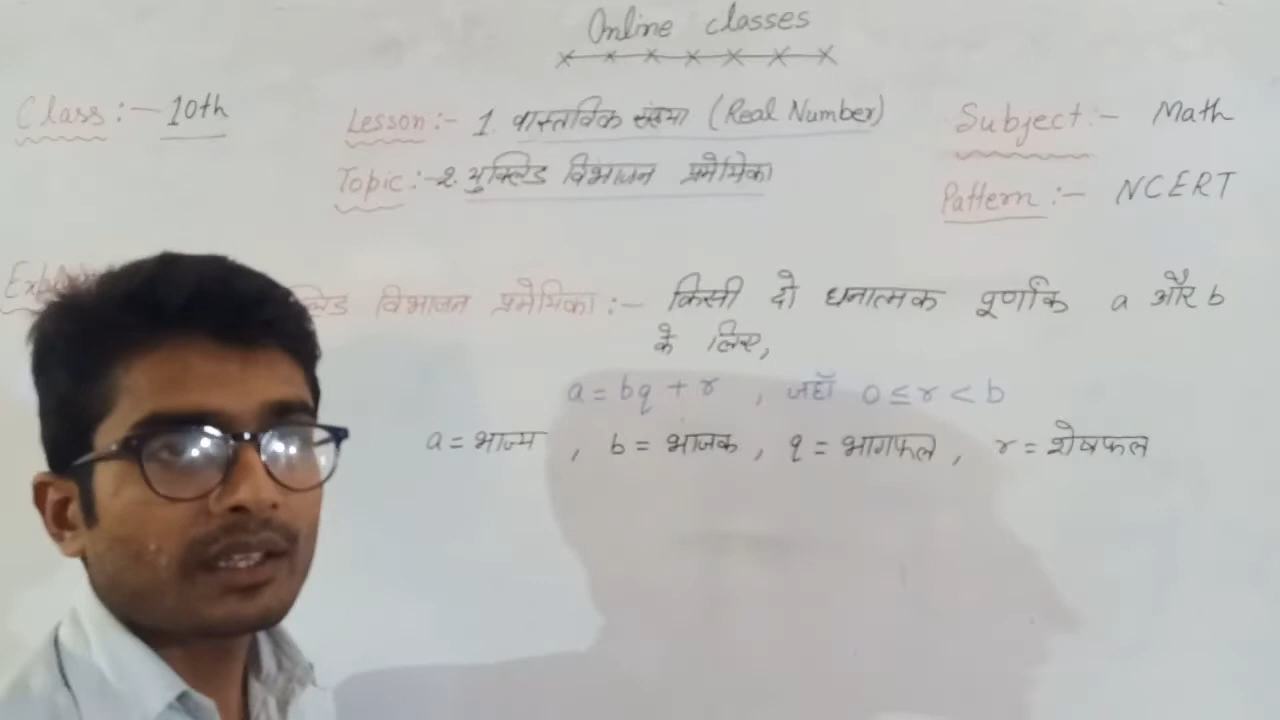 Online classes
Class :- 10th
Lesson :- 1. वास्तविक संख्या (Real Number)
Subject :- Math
Topic :- 2. युक्लिड विभाजन प्रमेयिका
Pattern :- NCERT
विभाजन प्रमेयिका :- किसी दो धनात्मक पूर्णांक a और b
के लिए,
a = bq + r , जहाँ 0 ≤ r < b
a = भाज्य , b = भाजक , q = भागफल , r = शेषफल